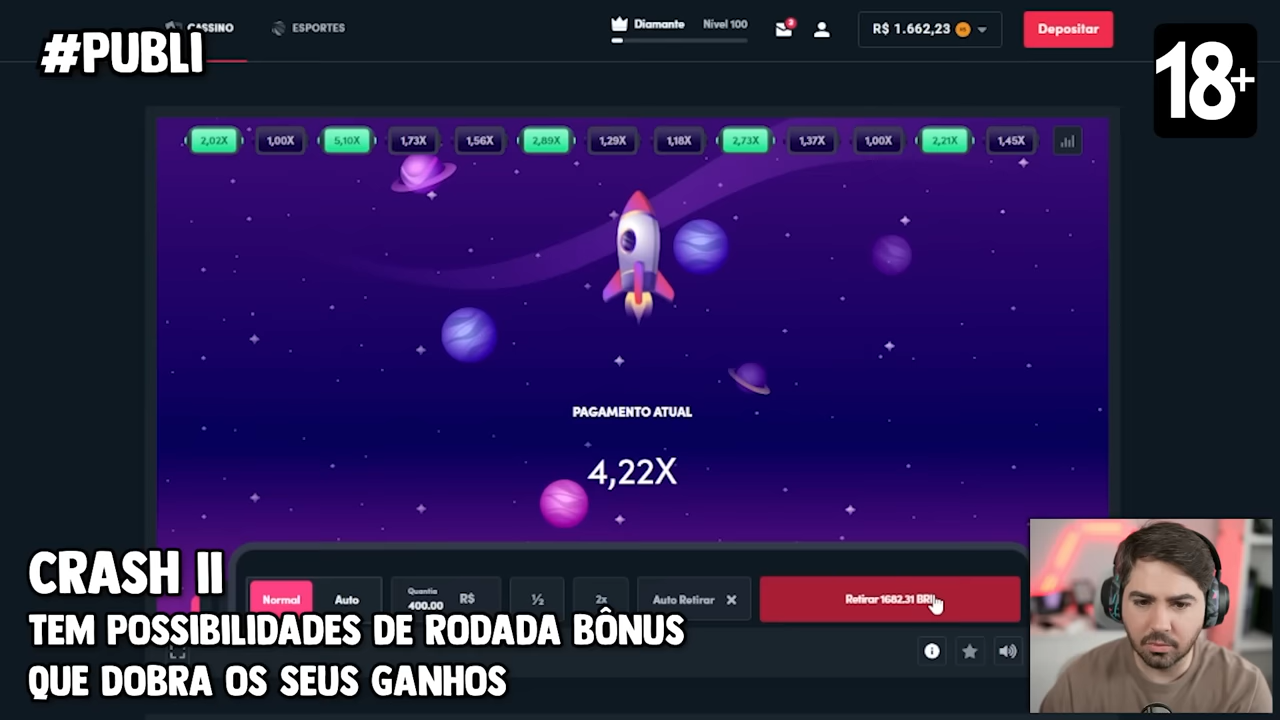 CASSINO
ESPORTES
Diamante
Nível 100
3
R$ 1.662,23
Depositar
#PUBLI
18+
2,02X 1,00X 5,10X 1,73X 1,56X 2,89X 1,29X 1,18X 2,73X 1,37X 1,00X 2,21X 1,45X
PAGAMENTO ATUAL
4,22X
CRASH II
Normal
Auto
Quantia
400.00
R$
½
2x
Auto Retirar
Retirar 1682.31
TEM POSSIBILIDADES DE RODADA BÔNUS
QUE DOBRA OS SEUS GANHOS